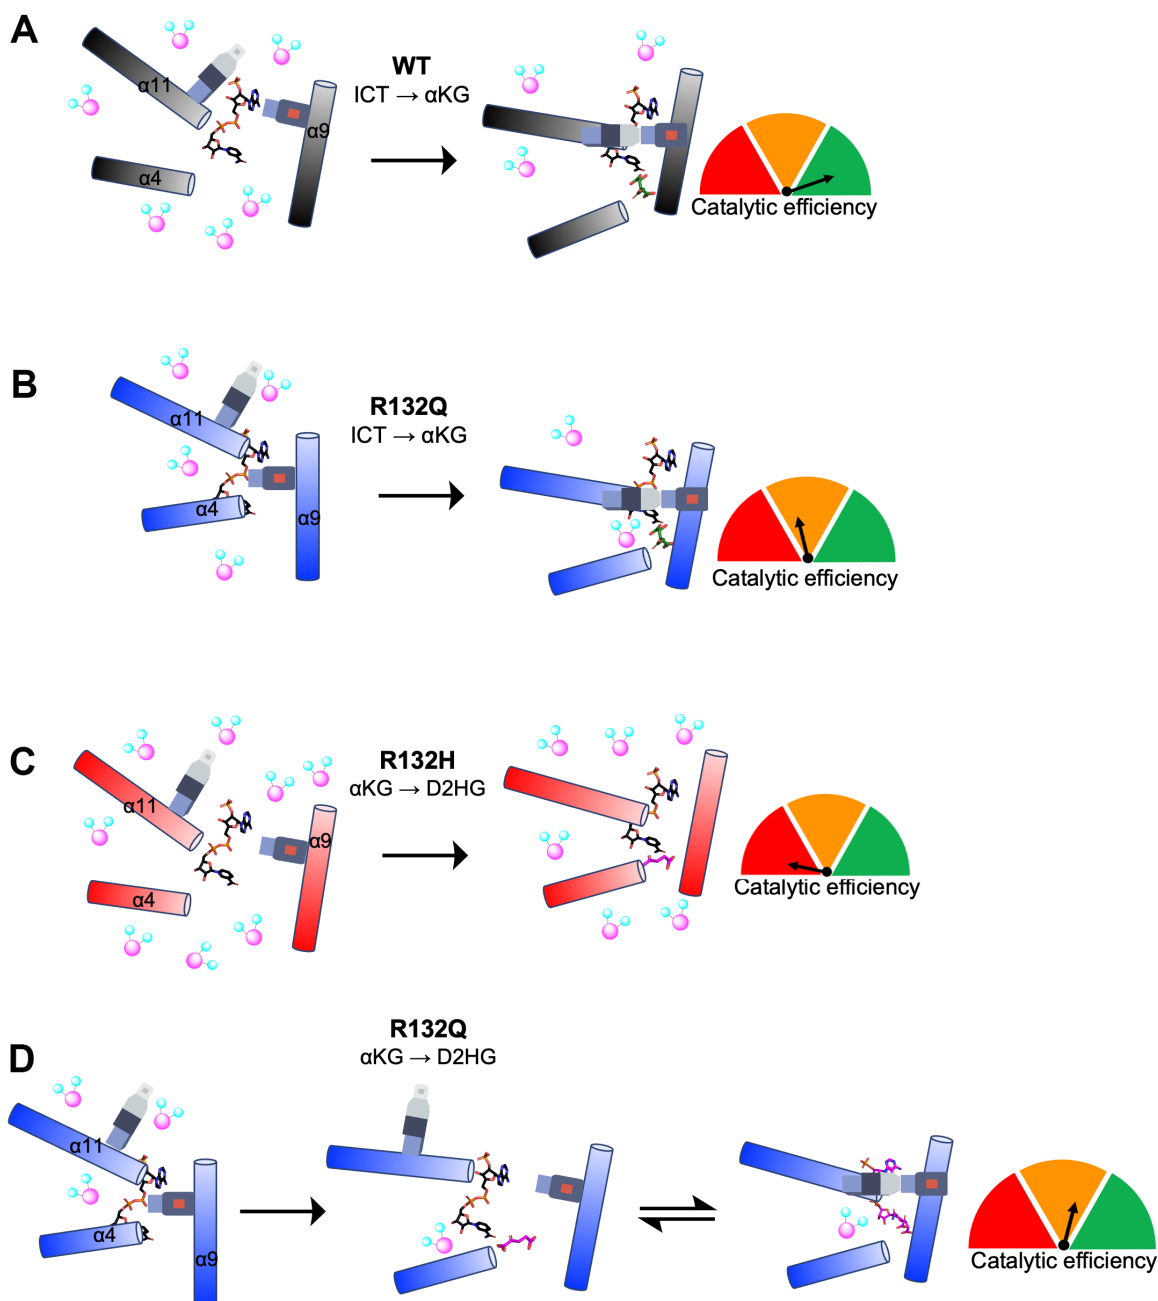 A
α11
α9
α4
WT
ICT → αKG
Catalytic efficiency
B
α11
α4
α9
R132Q
ICT → αKG
Catalytic efficiency
C
α11
α9
α4
R132H
αKG → D2HG
Catalytic efficiency
D
R132Q
αKG → D2HG
α11
α4
α9
Catalytic efficiency